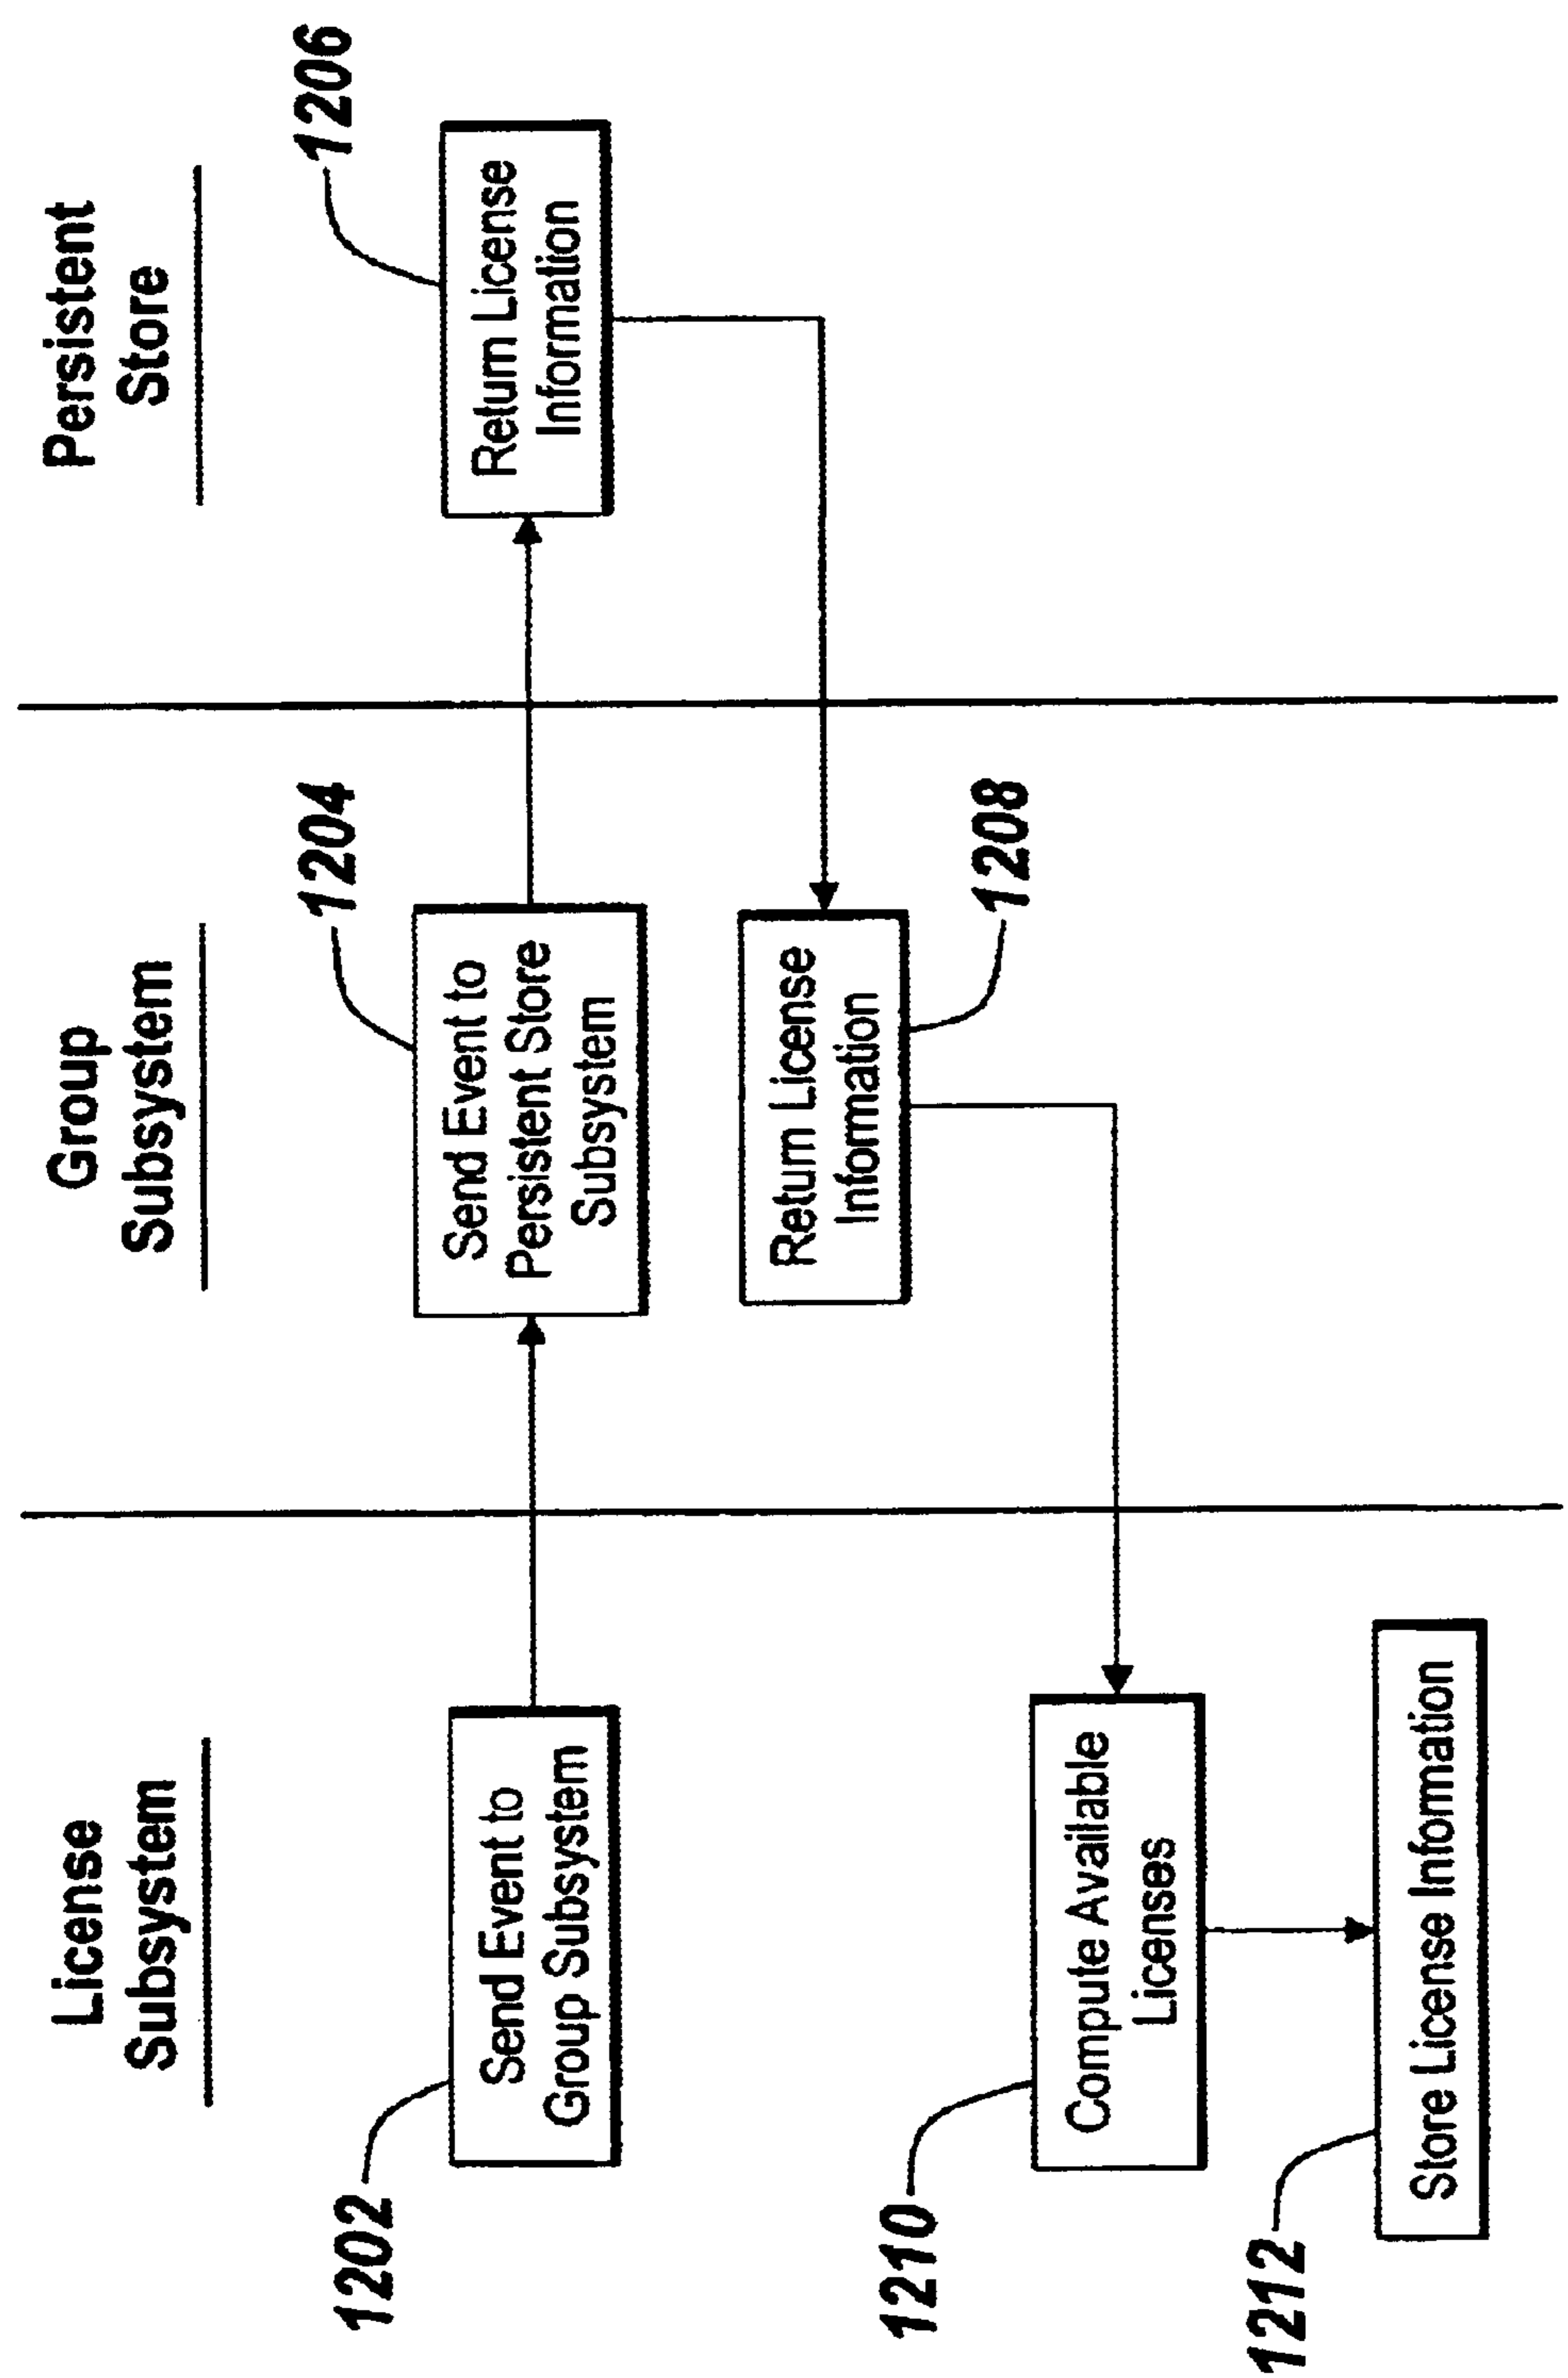 License
Subsystem
Group
Subsystem
Persistent
Store
1202
Send Event to
Group Subsystem
1204
Send Event to
Persistent Store
Subsystem
1206
Return License
Information
1208
Return License
Information
1210
Compute Available
Licenses
1212
Store License Information